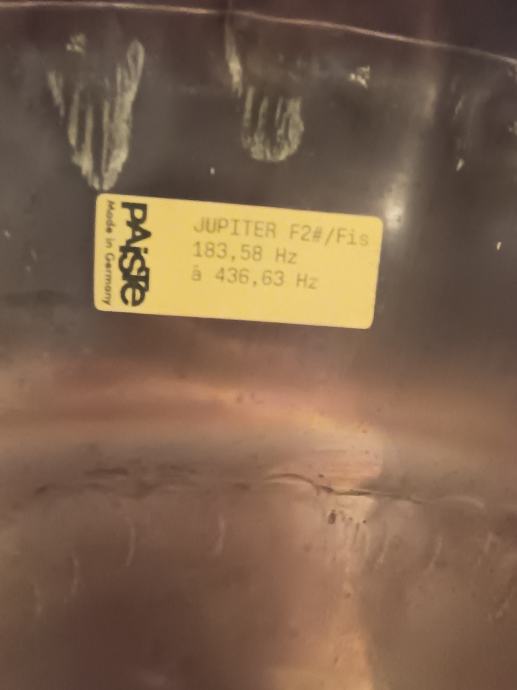 PAiSTe
Made in Germany
JUPITER F2#/Fis
183,58 Hz
â 436,63 Hz